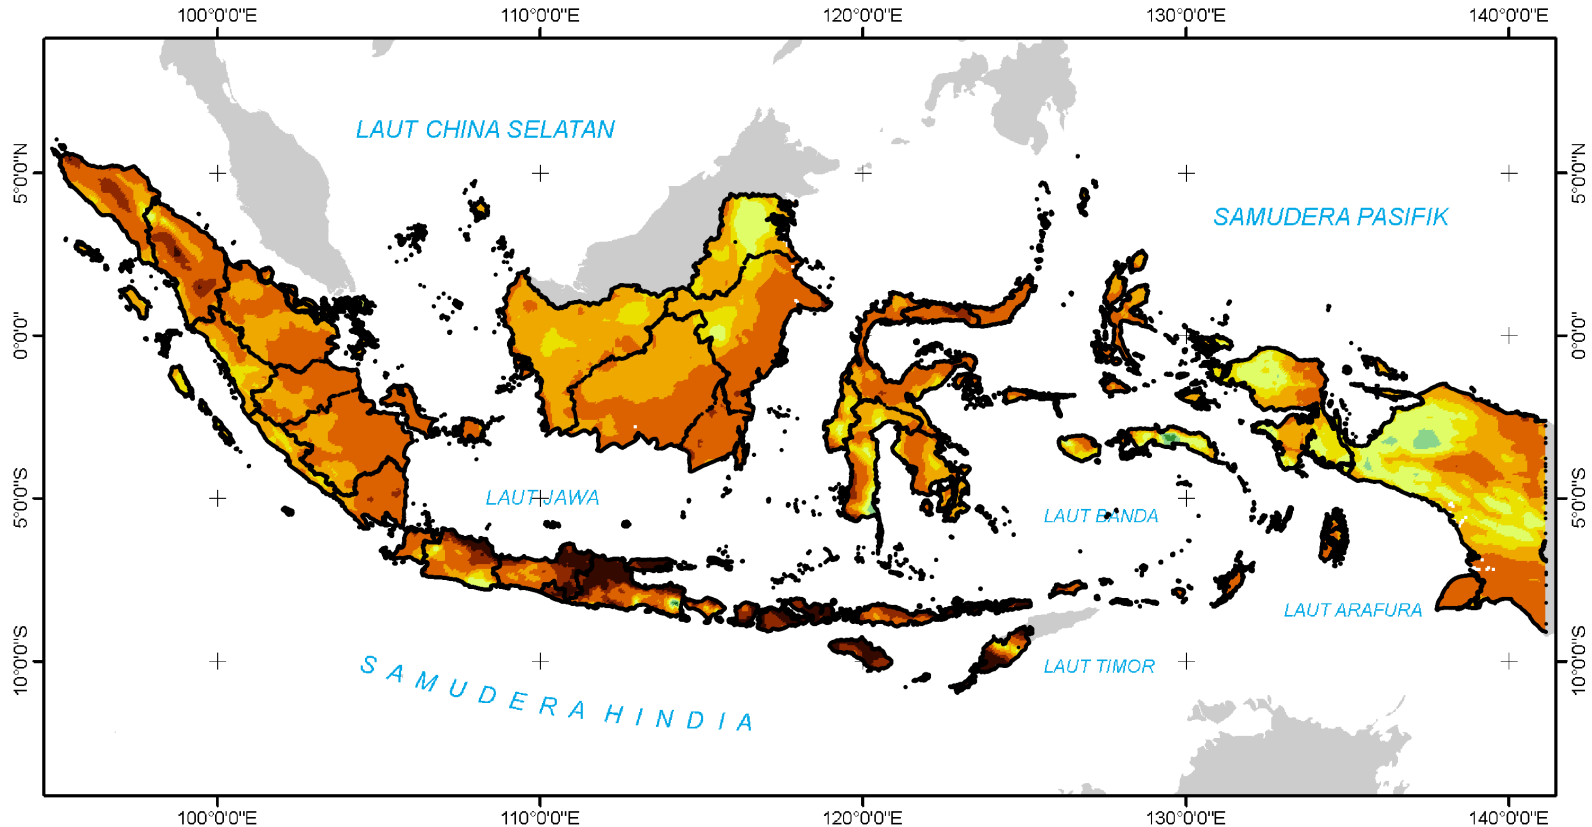 100°0'0"E 110°0'0"E 120°0'0"E 130°0'0"E 140°0'0"E
LAUT CHINA SELATAN
5°0'0"N 5°0'0"N
SAMUDERA PASIFIK
0°0'0" 0°0'0"
5°0'0"S 5°0'0"S
LAUT JAWA
LAUT BANDA
LAUT ARAFURA
10°0'0"S 10°0'0"S
LAUT TIMOR
SAMUDERA HINDIA
100°0'0"E 110°0'0"E 120°0'0"E 130°0'0"E 140°0'0"E